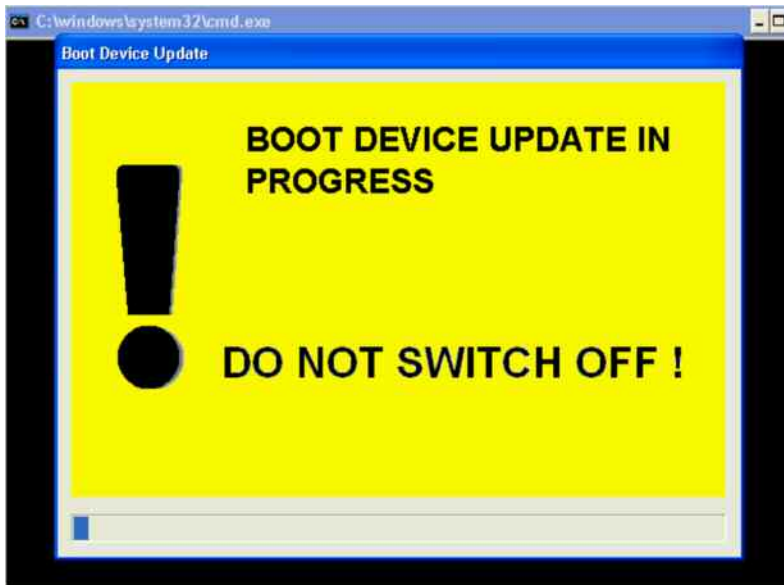 C:\windows\system32\cmd.exe
Boot Device Update
BOOT DEVICE UPDATE IN
PROGRESS
DO NOT SWITCH OFF !